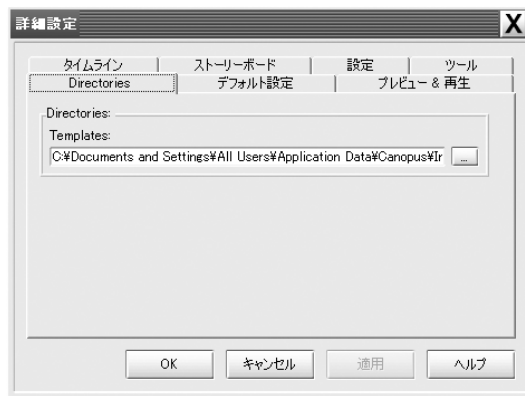 詳細設定
タイムライン ストーリーボード 設定 ツール
Directories デフォルト設定 プレビュー & 再生
Directories:
Templates:
C:¥Documents and Settings¥All Users¥Application Data¥Canopus¥Ir
...
OK キャンセル 適用 ヘルプ